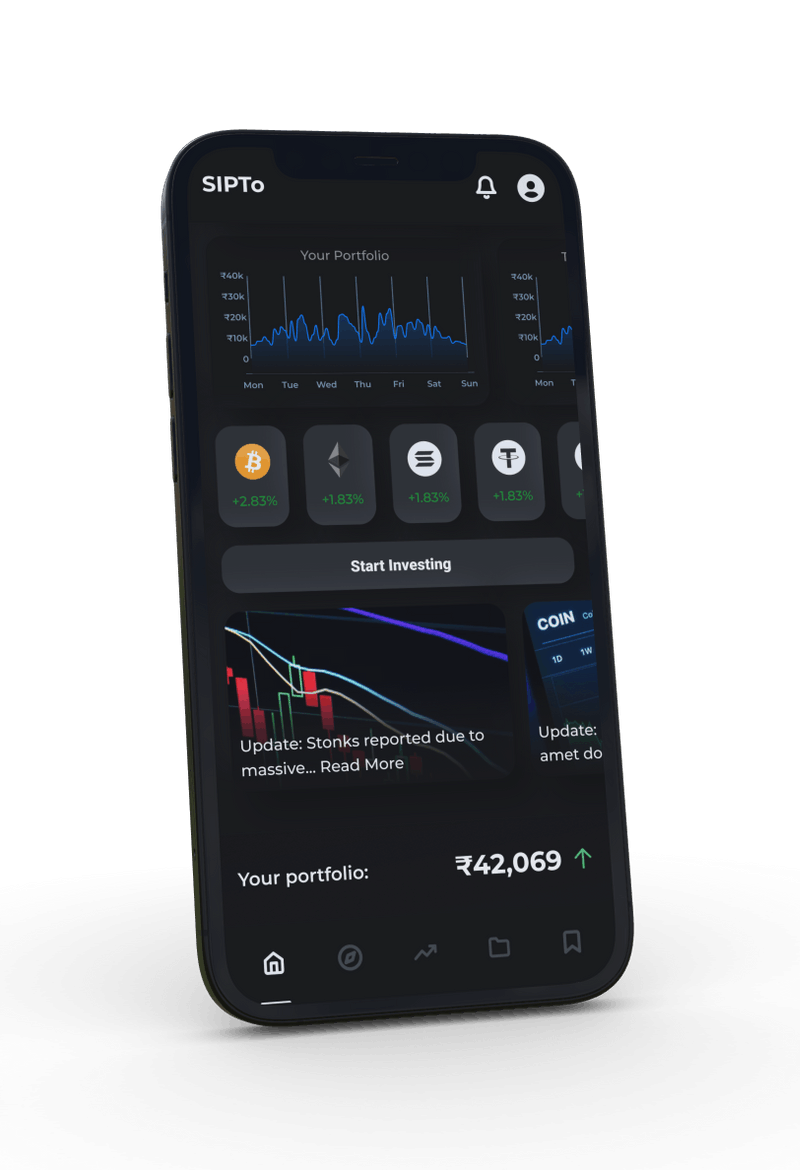 SIPTo
Your Portfolio
₹40k
₹30k
₹20k
₹10k
0
Mon Tue Wed Thu Fri Sat Sun
T
₹40k
₹30k
₹20k
₹10k
0
Mon T
+2.83% +1.83% +1.83% +1.83% +
Start Investing
COIN Co
1D 1W
Update: Stonks reported due to
massive... Read More
Update:
amet do
Your portfolio: ₹42,069